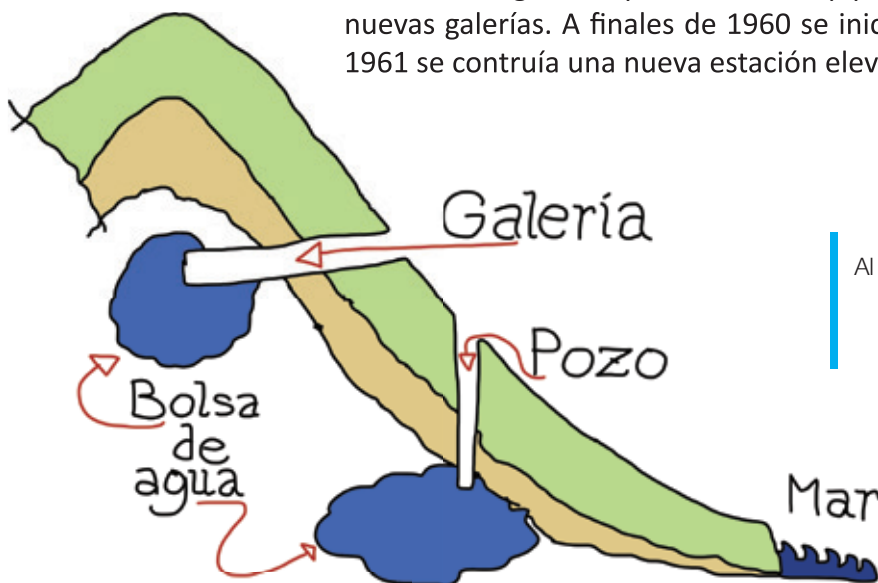 nuevas galerías. A finales de 1960 se inic
1961 se contruía una nueva estación elev
Galería
Al
Pozo
Bolsa
de
agua
Mar